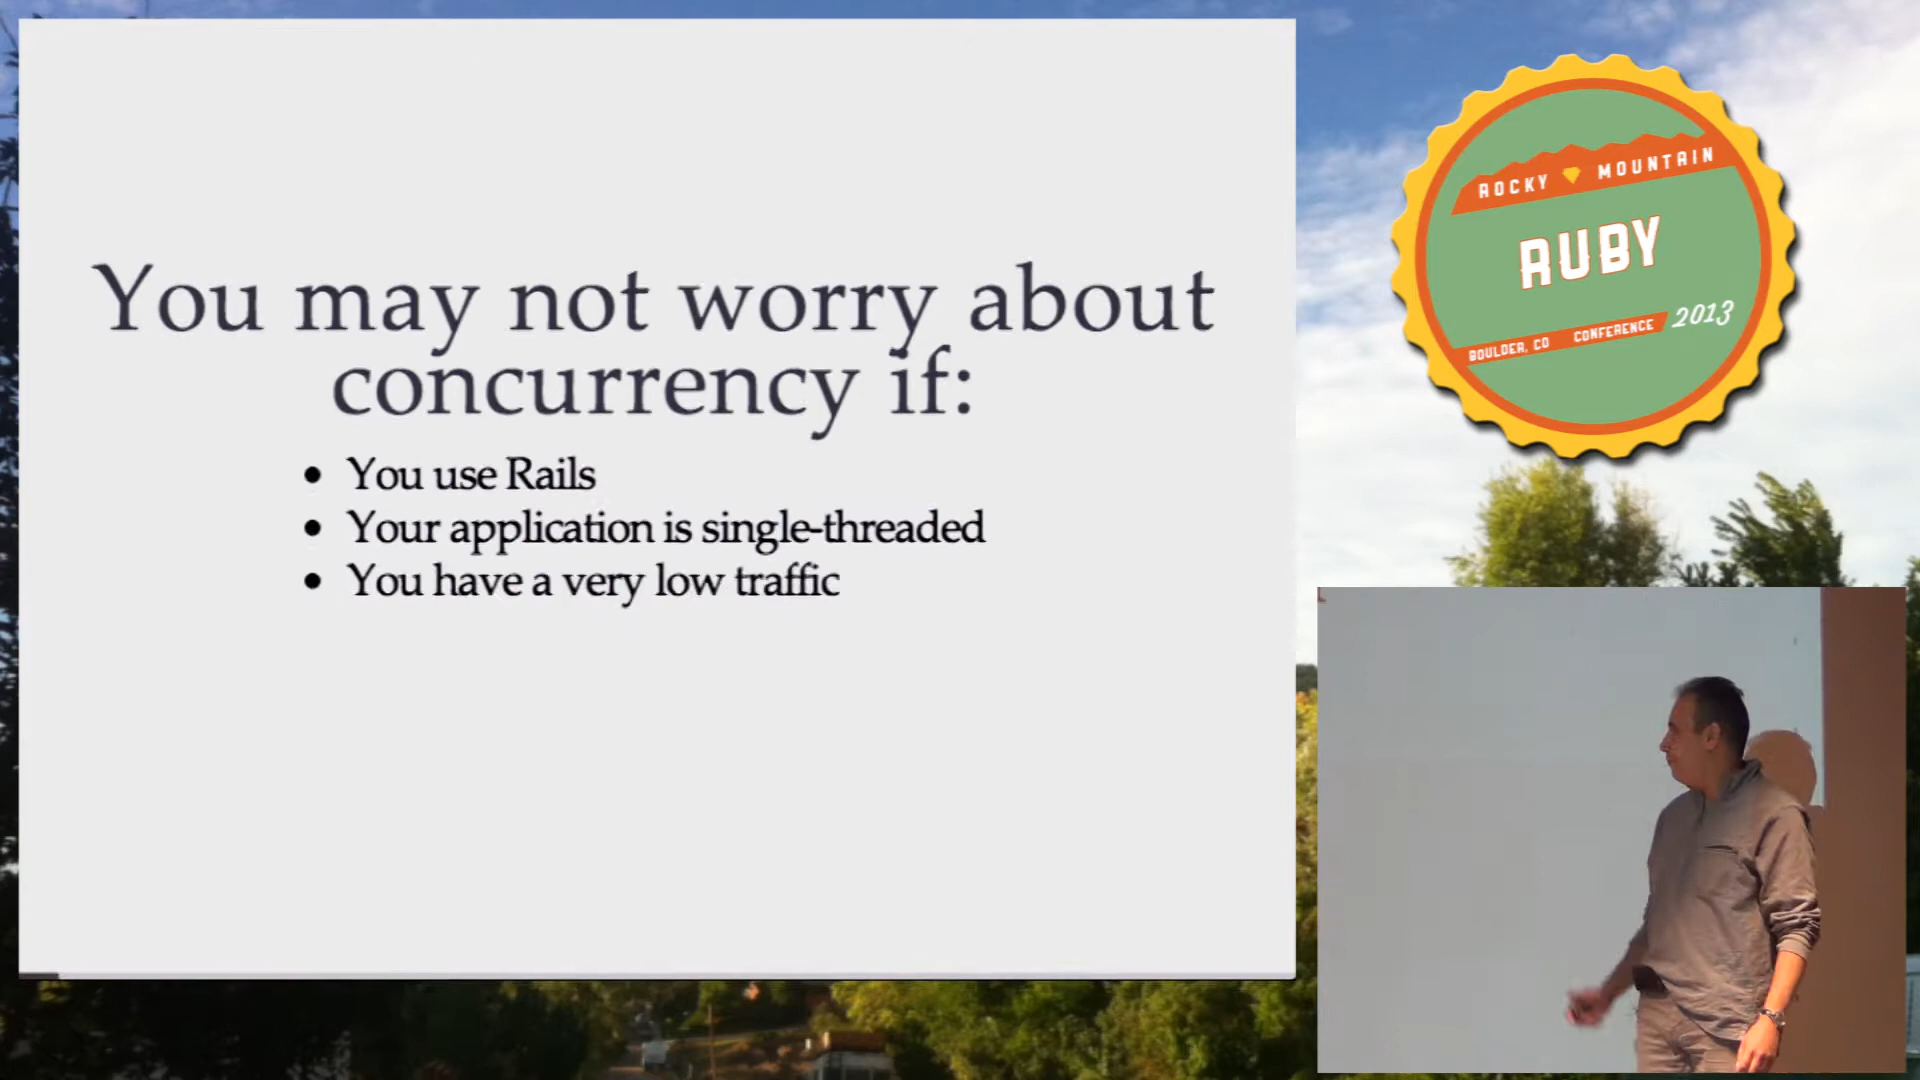 You may not worry about
concurrency if:
• You use Rails
• Your application is single-threaded
• You have a very low traffic
ROCKY MOUNTAIN
RUBY
BOULDER, CO CONFERENCE 2013